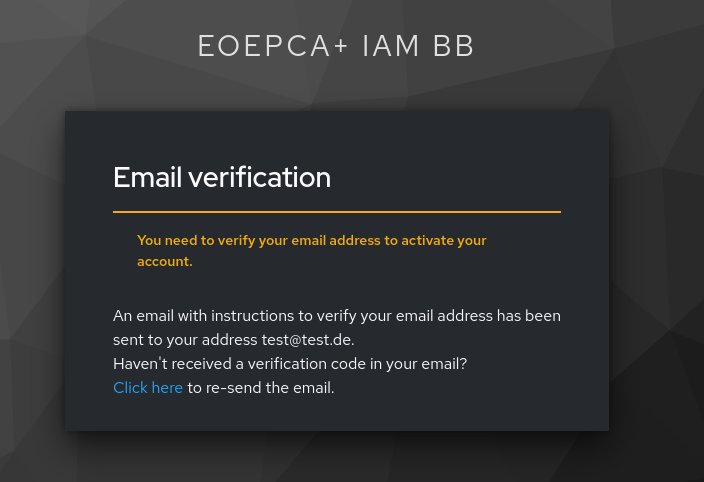 EOEPCA+ IAM BB
Email verification
You need to verify your email address to activate your
account.
An email with instructions to verify your email address has been
sent to your address test@test.de.
Haven't received a verification code in your email?
Click here to re-send the email.